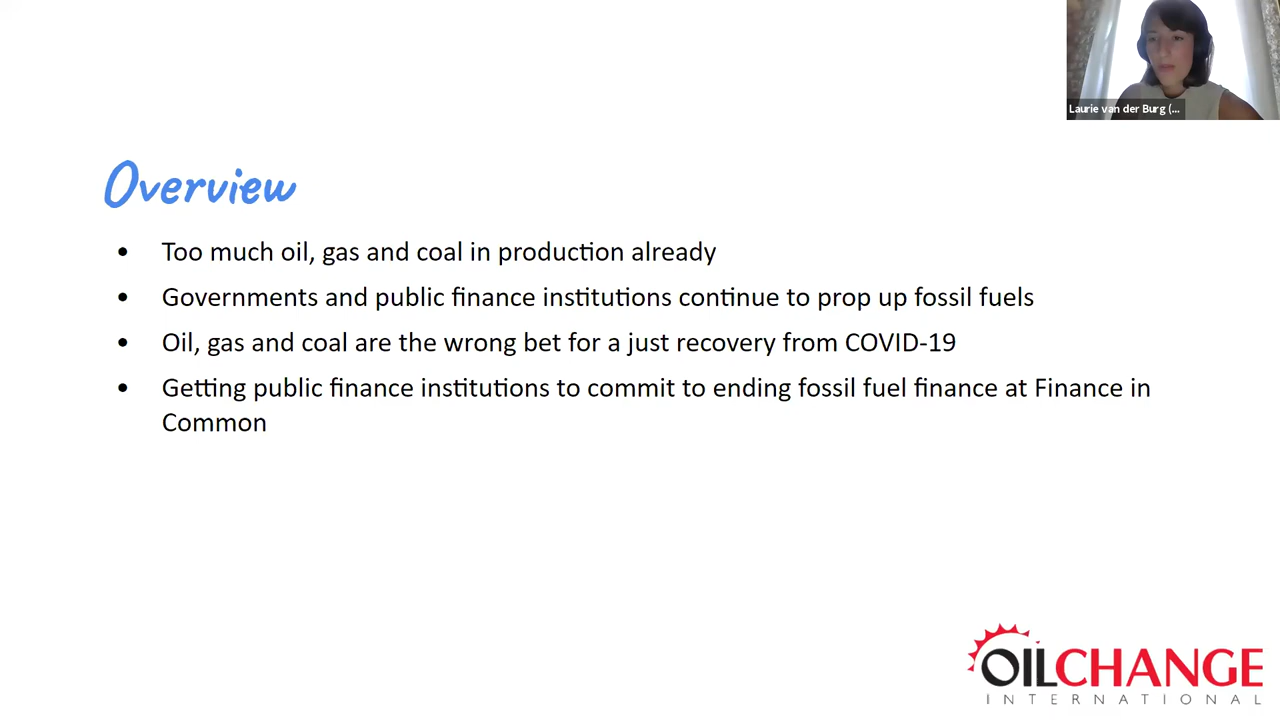 Laurie van der Burg (...
Overview
• Too much oil, gas and coal in production already
• Governments and public finance institutions continue to prop up fossil fuels
• Oil, gas and coal are the wrong bet for a just recovery from COVID-19
• Getting public finance institutions to commit to ending fossil fuel finance at Finance in
Common
OILCHANGE
INTERNATIONAL